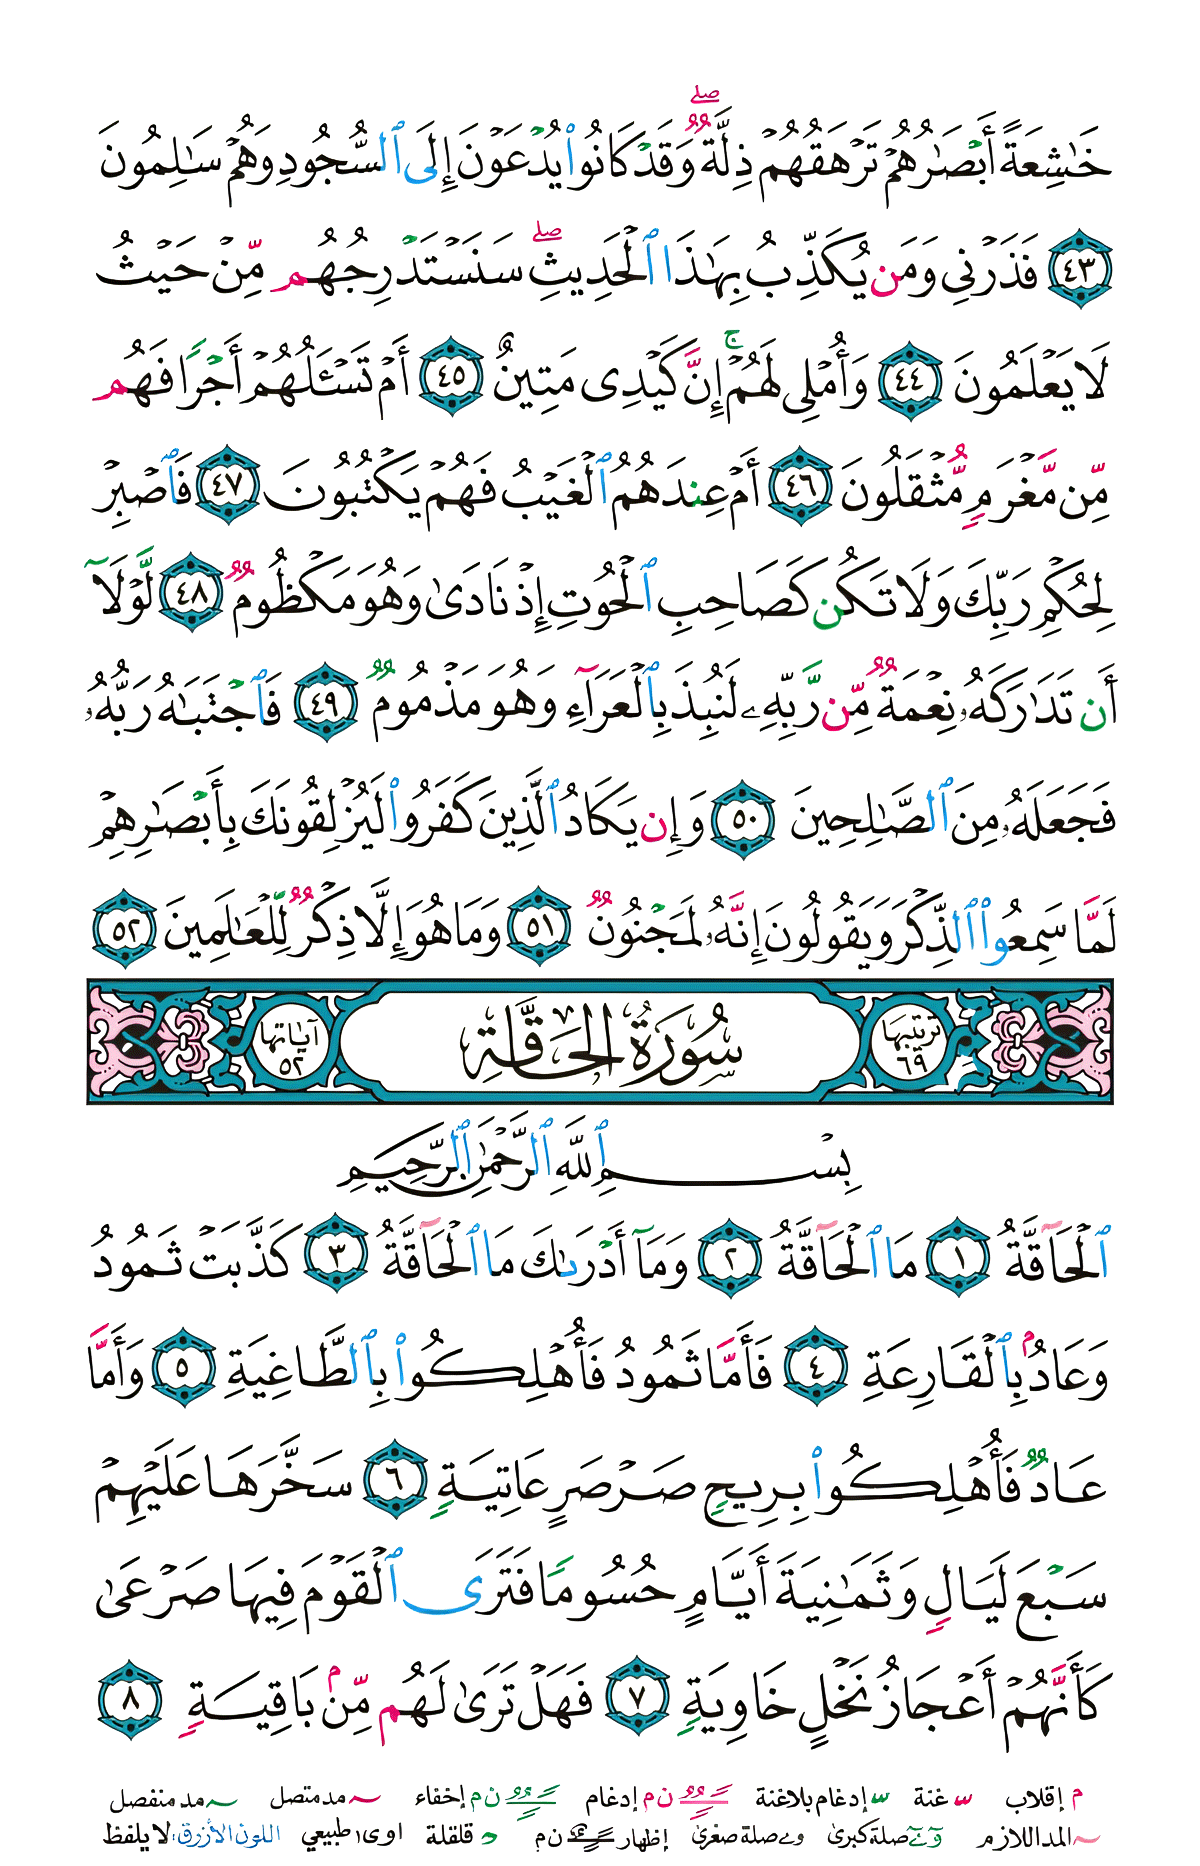 خَٰشِعَةً أَبْصَٰرُهُمْ تَرْهَقُهُمْ ذِلَّةٌ ۖ وَقَدْ كَانُوا۟ يُدْعَوْنَ إِلَى ٱلسُّجُودِ وَهُمْ سَٰلِمُونَ
٤٣ فَذَرْنِى وَمَن يُكَذِّبُ بِهَٰذَا ٱلْحَدِيثِ ۖ سَنَسْتَدْرِجُهُم مِّنْ حَيْثُ
لَا يَعْلَمُونَ ٤٤ وَأُمْلِى لَهُمْ ۚ إِنَّ كَيْدِى مَتِينٌ ٤٥ أَمْ تَسْـَٔلُهُمْ أَجْرًا فَهُم
مِّن مَّغْرَمٍ مُّثْقَلُونَ ٤٦ أَمْ عِندَهُمُ ٱلْغَيْبُ فَهُمْ يَكْتُبُونَ ٤٧ فَٱصْبِرْ
لِحُكْمِ رَبِّكَ وَلَا تَكُن كَصَاحِبِ ٱلْحُوتِ إِذْ نَادَىٰ وَهُوَ مَكْظُومٌ ٤٨ لَّوْلَآ
أَن تَدَٰرَكَهُۥ نِعْمَةٌ مِّن رَّبِّهِۦ لَنُبِذَ بِٱلْعَرَآءِ وَهُوَ مَذْمُومٌ ٤٩ فَٱجْتَبَٰهُ رَبُّهُۥ
فَجَعَلَهُۥ مِنَ ٱلصَّٰلِحِينَ ٥٠ وَإِن يَكَادُ ٱلَّذِينَ كَفَرُوا۟ لَيُزْلِقُونَكَ بِأَبْصَٰرِهِمْ
لَمَّا سَمِعُوا۟ ٱلذِّكْرَ وَيَقُولُونَ إِنَّهُۥ لَمَجْنُونٌ ٥١ وَمَا هُوَ إِلَّا ذِكْرٌ لِّلْعَٰلَمِينَ ٥٢
ترتيبها ٦٩ سُورَةُ الحَاقَّةِ آياتها ٥٢
بِسْمِ ٱللَّهِ ٱلرَّحْمَٰنِ ٱلرَّحِيمِ
ٱلْحَآقَّةُ ١ مَا ٱلْحَآقَّةُ ٢ وَمَآ أَدْرَىٰكَ مَا ٱلْحَآقَّةُ ٣ كَذَّبَتْ ثَمُودُ
وَعَادٌۢ بِٱلْقَارِعَةِ ٤ فَأَمَّا ثَمُودُ فَأُهْلِكُوا۟ بِٱلطَّاغِيَةِ ٥ وَأَمَّا
عَادٌ فَأُهْلِكُوا۟ بِرِيحٍ صَرْصَرٍ عَاتِيَةٍ ٦ سَخَّرَهَا عَلَيْهِمْ
سَبْعَ لَيَالٍ وَثَمَٰنِيَةَ أَيَّامٍ حُسُومًا فَتَرَى ٱلْقَوْمَ فِيهَا صَرْعَىٰ
كَأَنَّهُمْ أَعْجَازُ نَخْلٍ خَاوِيَةٍ ٧ فَهَلْ تَرَىٰ لَهُم مِّنۢ بَاقِيَةٍ ٨
م إقلاب غنة إدغام بلا غنة ن م إدغام ن م إخفاء مد متصل مد منفصل
المد اللازم صلة كبرى و ے صلة صغرى إظهار ن م قلقلة ا و ى طبيعي اللون الأزرق: لا يلفظ